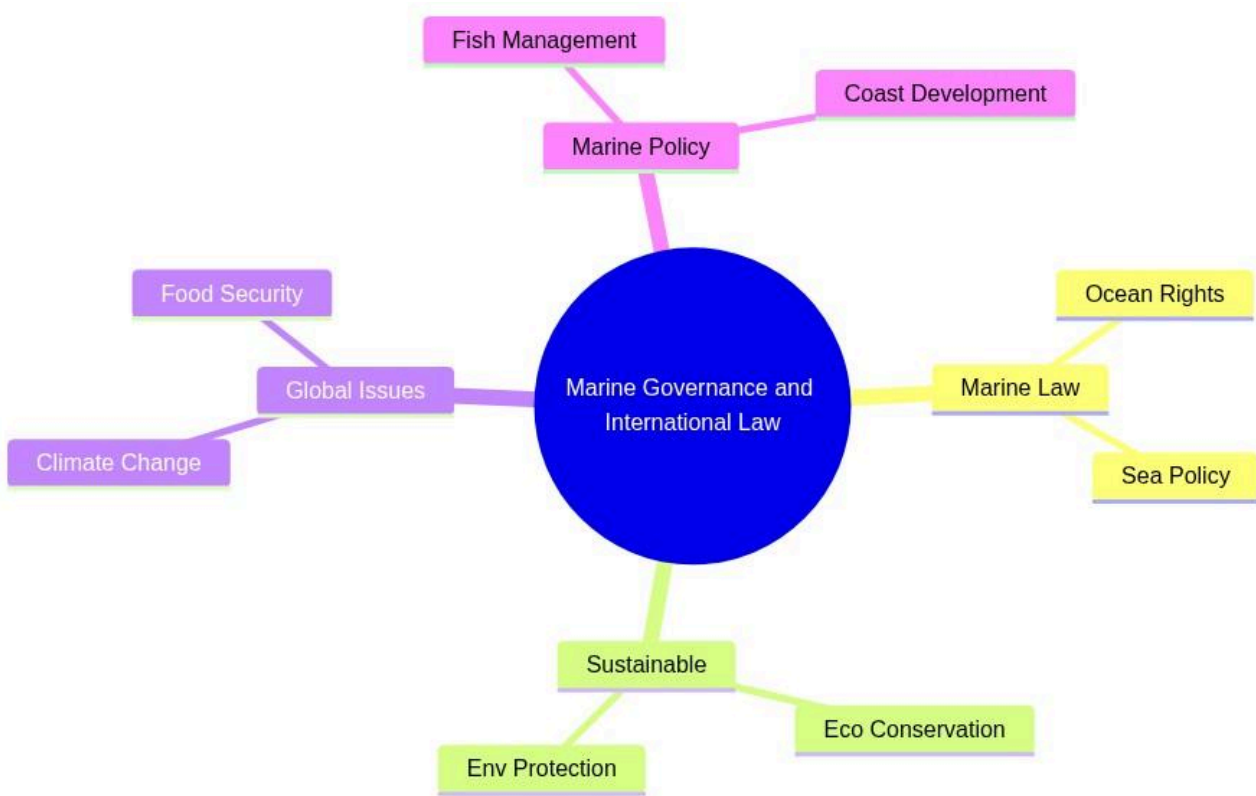 Fish Management
Coast Development
Marine Policy
Food Security
Ocean Rights
Global Issues
Marine Governance and
International Law
Marine Law
Climate Change
Sea Policy
Sustainable
Eco Conservation
Env Protection